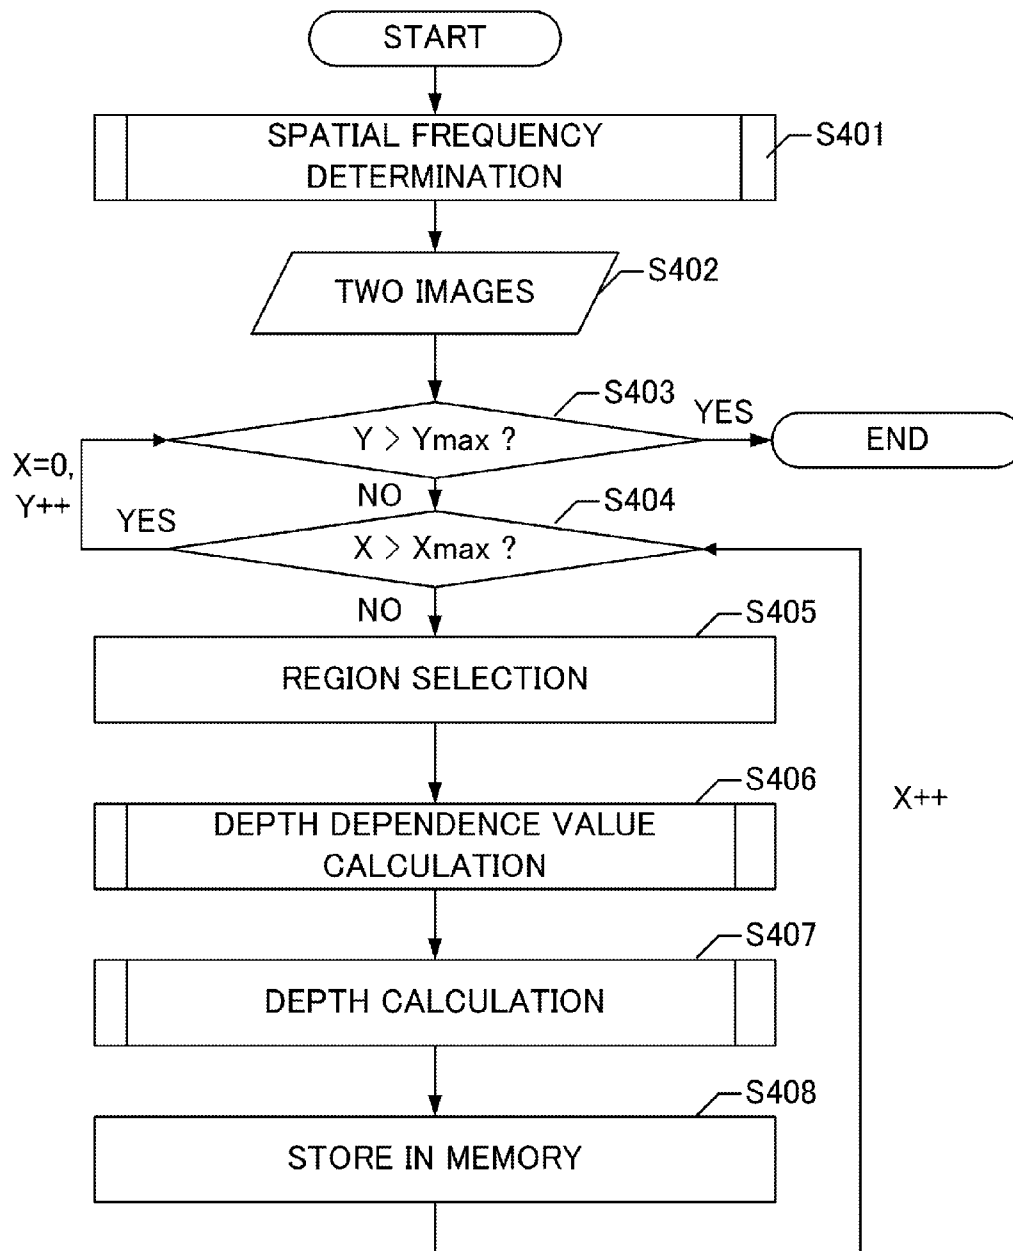 START
SPATIAL FREQUENCY
DETERMINATION
S401
TWO IMAGES
S402
S403
Y > Ymax ?
YES
END
X=0,
Y++
NO
S404
YES
X > Xmax ?
NO
S405
REGION SELECTION
S406
DEPTH DEPENDENCE VALUE
CALCULATION
X++
S407
DEPTH CALCULATION
S408
STORE IN MEMORY